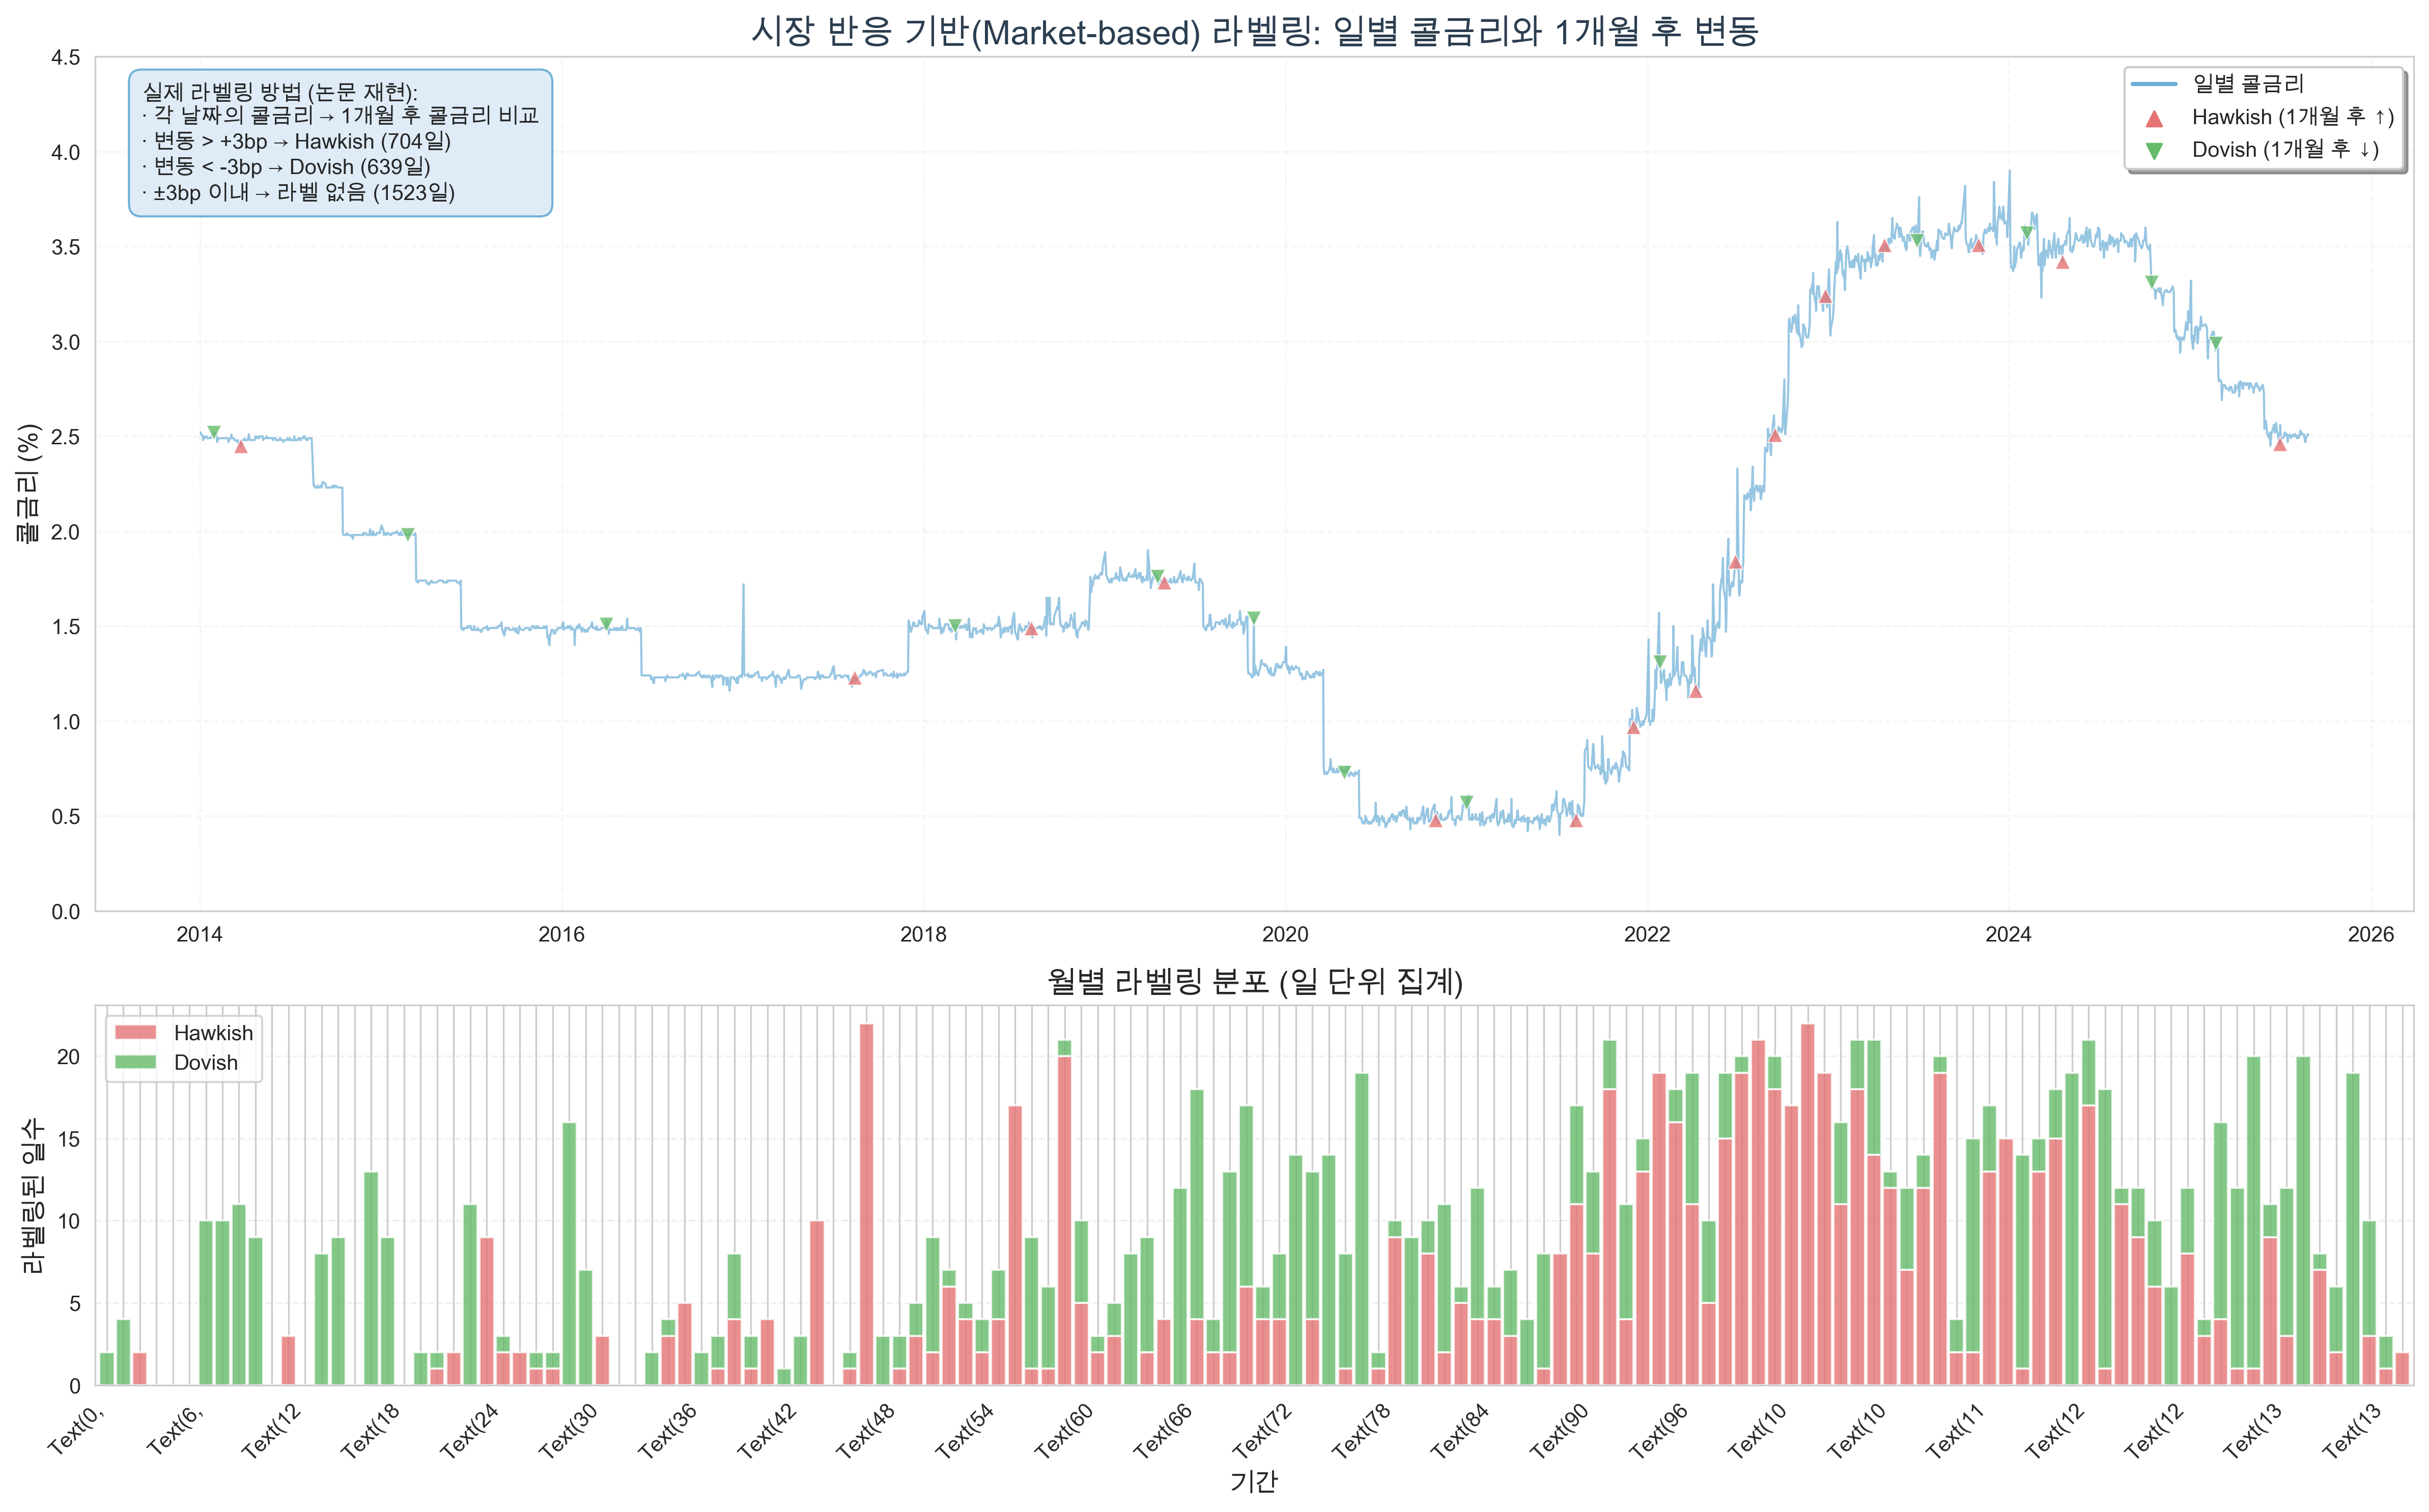 시장 반응 기반(Market-based) 라벨링: 일별 콜금리와 1개월 후 변동
4.5
4.0
3.5
3.0
2.5
2.0
1.5
1.0
0.5
0.0
콜금리 (%)
실제 라벨링 방법 (논문 재현):
· 각 날짜의 콜금리 → 1개월 후 콜금리 비교
· 변동 > +3bp → Hawkish (704일)
· 변동 < -3bp → Dovish (639일)
· ±3bp 이내 → 라벨 없음 (1523일)
일별 콜금리
Hawkish (1개월 후 ↑)
Dovish (1개월 후 ↓)
2014 2016 2018 2020 2022 2024 2026
월별 라벨링 분포 (일 단위 집계)
Hawkish
Dovish
20
15
10
5
0
라벨링된 일수
Text(0, Text(6, Text(12 Text(18 Text(24 Text(30 Text(36 Text(42 Text(48 Text(54 Text(60 Text(66 Text(72 Text(78 Text(84 Text(90 Text(96 Text(10 Text(10 Text(11 Text(12 Text(12 Text(13 Text(13
기간